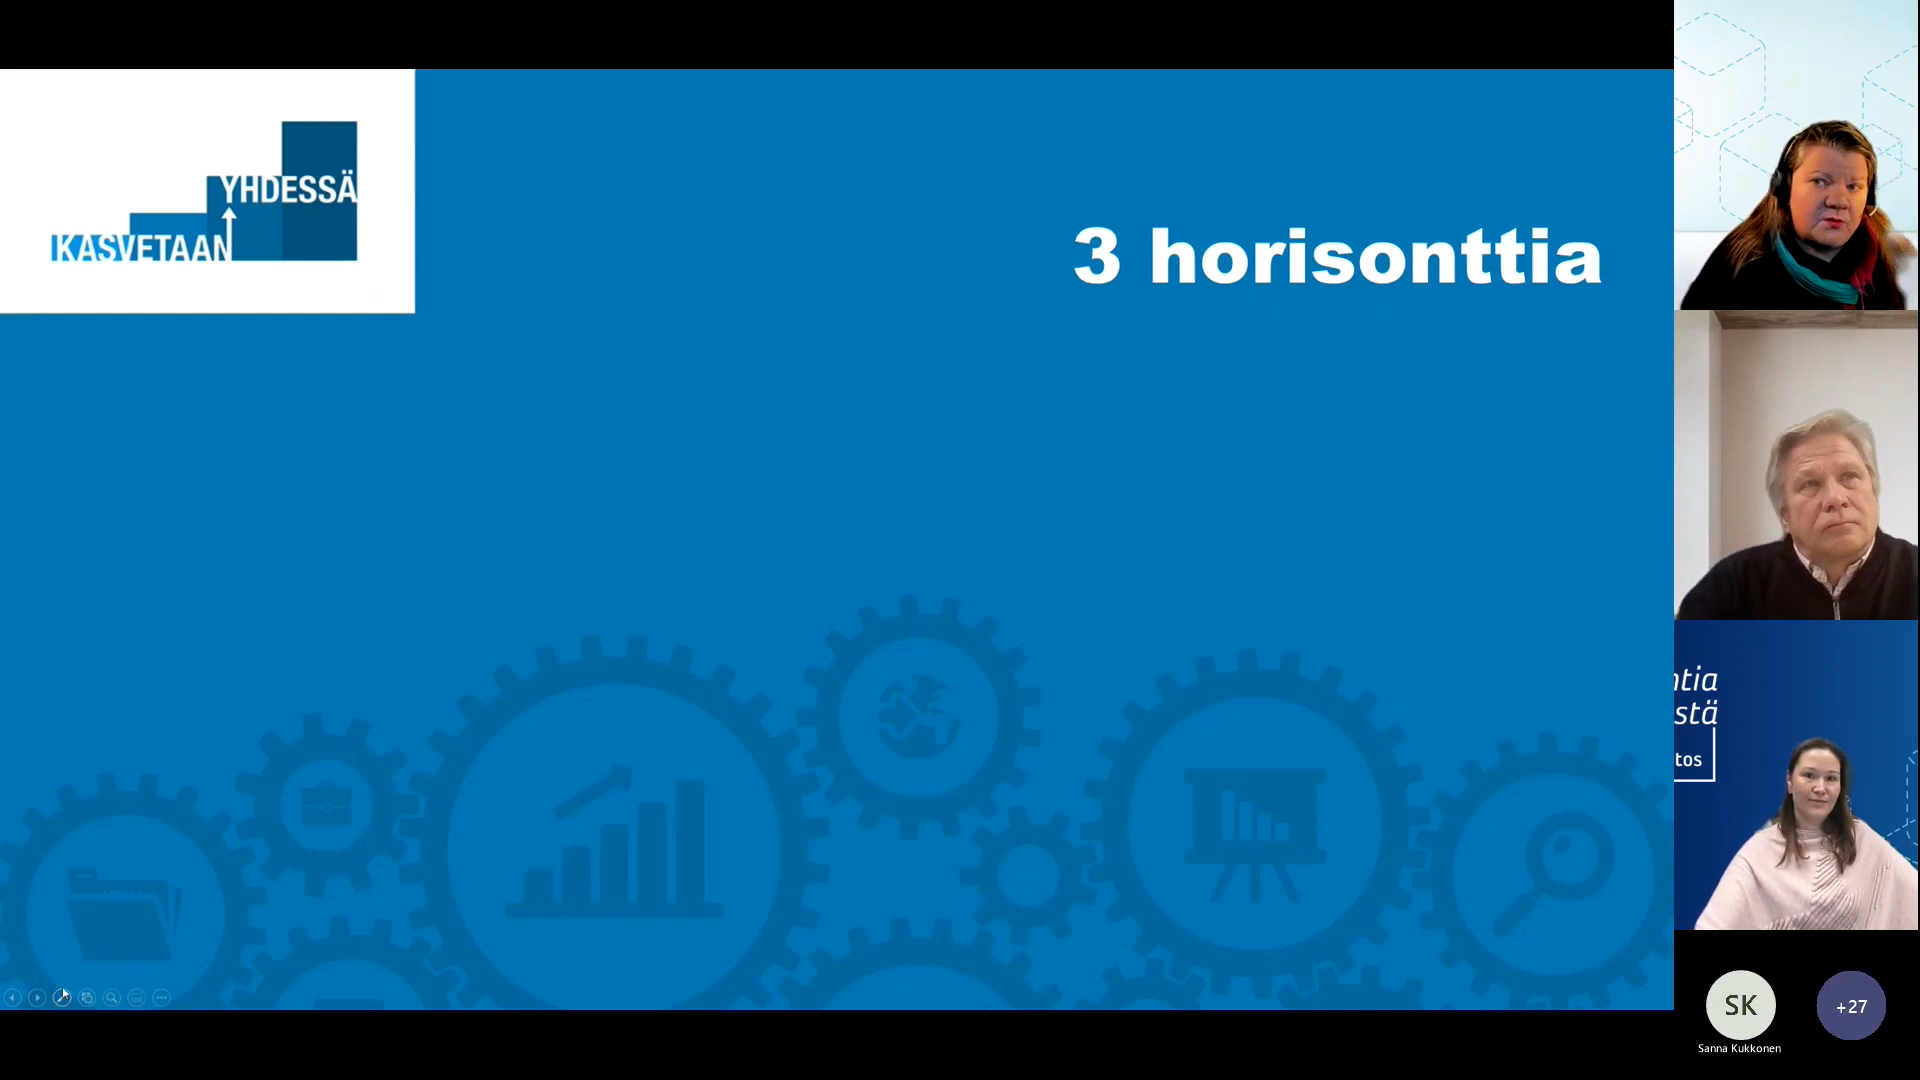 YHDESSÄ
KASVETAAN
3 horisonttia
ntia
stä
tos
SK
+27
Sanna Kukkonen